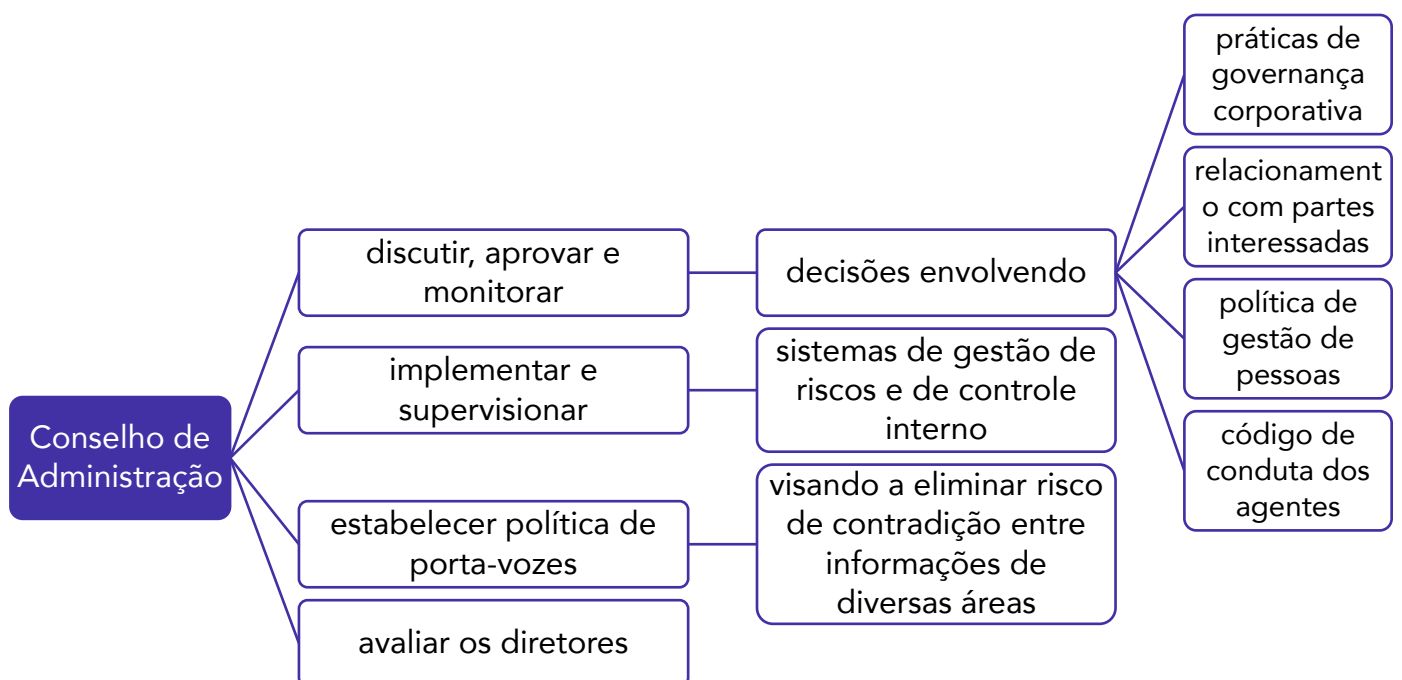 Conselho de
Administração
discutir, aprovar e
monitorar
decisões envolvendo
práticas de
governança
corporativa
relacionament
o com partes
interessadas
política de
gestão de
pessoas
código de
conduta dos
agentes
implementar e
supervisionar
sistemas de gestão de
riscos e de controle
interno
estabelecer política de
porta-vozes
visando a eliminar risco
de contradição entre
informações de
diversas áreas
avaliar os diretores